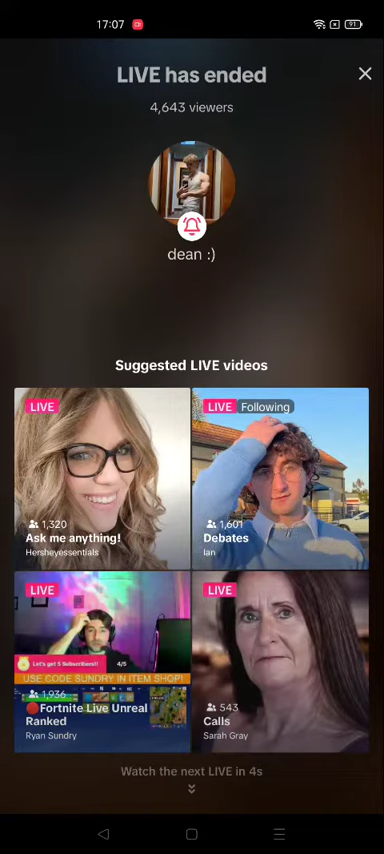 17:07
91
LIVE has ended
4,643 viewers
dean :)
Suggested LIVE videos
LIVE
1,320
Ask me anything!
Hersheyessentials
LIVE Following
1,601
Debates
Ian
LIVE
Let's get 5 Subscribers!! 4/5
USE CODE SUNDRY IN ITEM SHOP!
1,936
Fortnite Live Unreal
Ranked
Ryan Sundry
LIVE
543
Calls
Sarah Gray
Watch the next LIVE in 4s